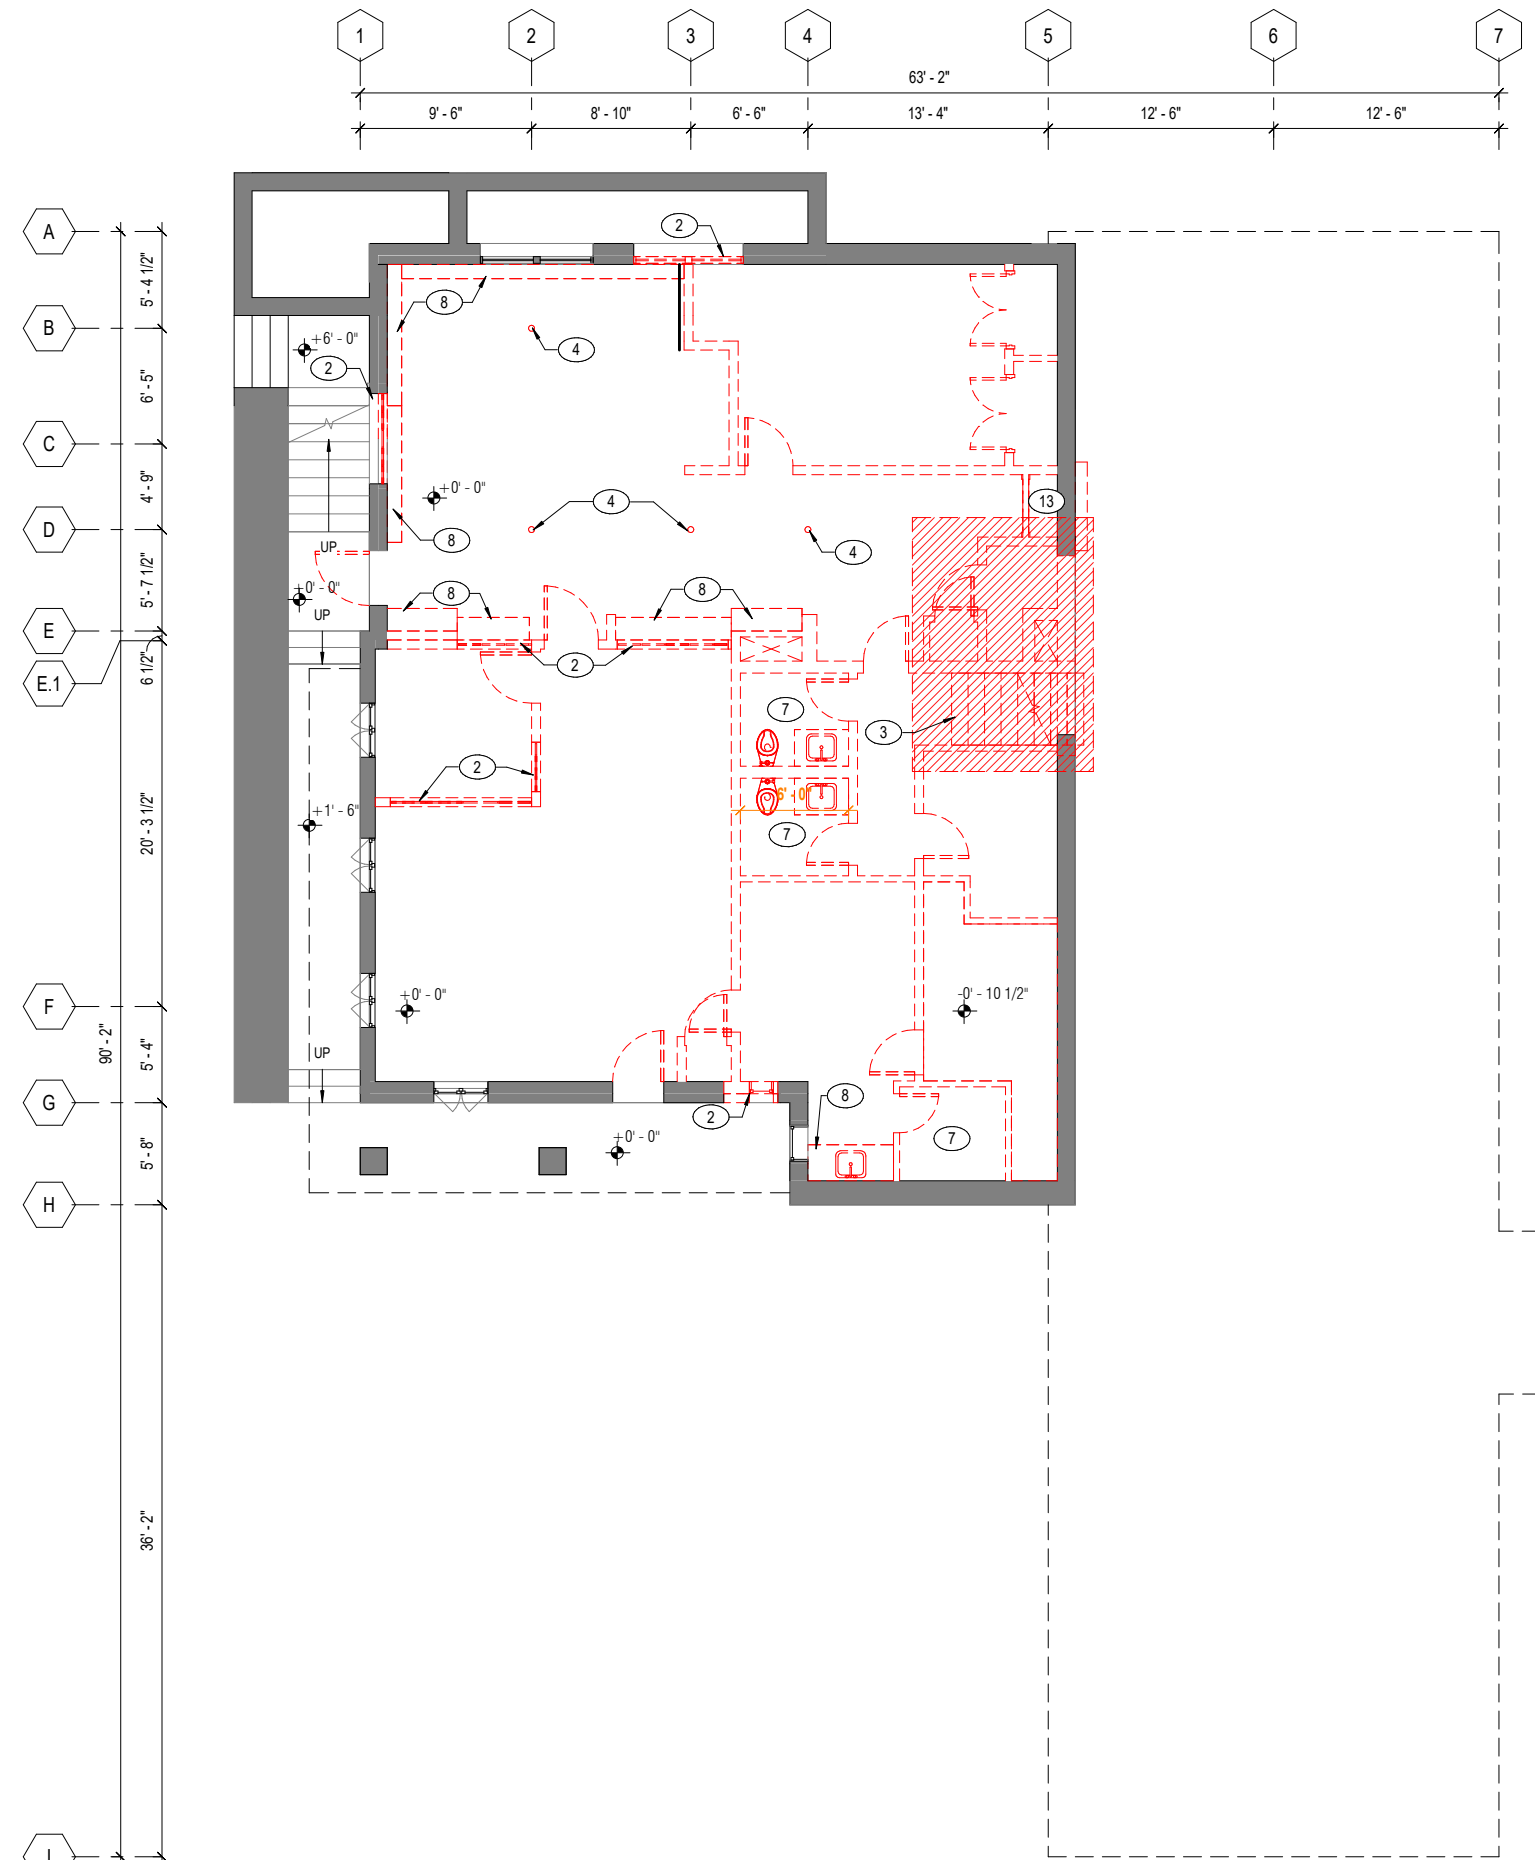 1 2 3 4 5 6 7
63' - 2"
9' - 6" 8' - 10" 6' - 6" 13' - 4" 12' - 6" 12' - 6"
A
2
5' - 4 1/2"
8
B
+6' - 0"
4
2
6' - 5"
C
+0' - 0"
4
13
4' - 9"
D
8
4
UP
5' - 7 1/2"
+0' - 0"
8
8
UP
E
6 1/2"
2
E.1
7
3
2
6' - 0"
+1' - 6"
20' - 3 1/2"
7
+0' - 0"
-0' - 10 1/2"
F
90' - 2"
5' - 4"
UP
8
G
2
+0' - 0"
7
5' - 8"
H
36' - 2"